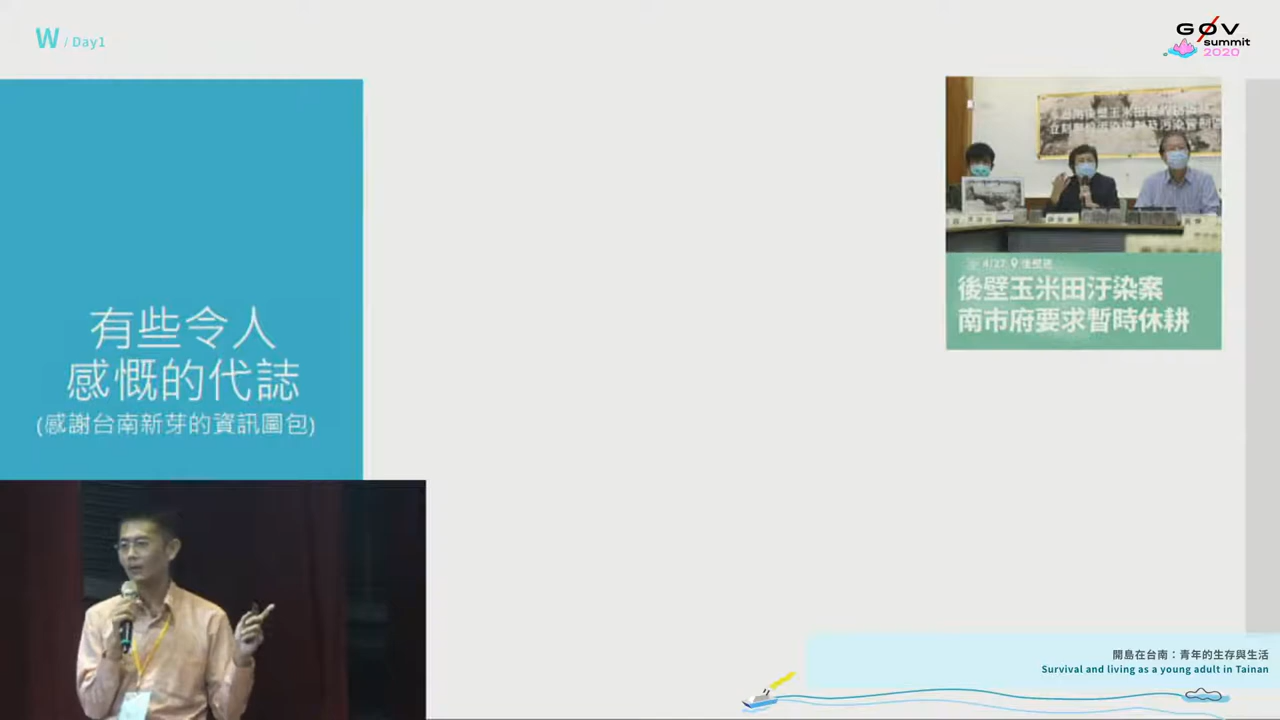 W / Day1
GØV
summit
2020
有些令人
感慨的代誌
(感謝台南新芽的資訊圖包)
4/27 後壁區
後壁玉米田汙染案
南市府要求暫時休耕
開島在台南：青年的生存與生活
Survival and living as a young adult in Tainan